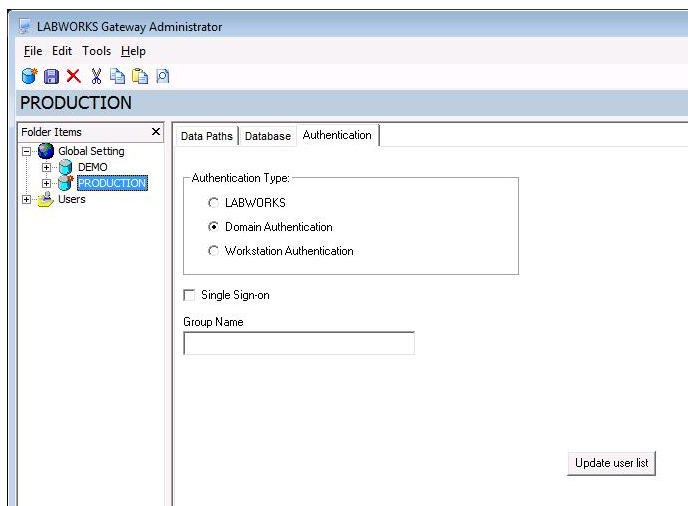 LABWORKS Gateway Administrator
File Edit Tools Help
PRODUCTION
Folder Items
Global Setting
DEMO
PRODUCTION
Users
Data Paths Database Authentication
Authentication Type:
LABWORKS
Domain Authentication
Workstation Authentication
Single Sign-on
Group Name
Update user list